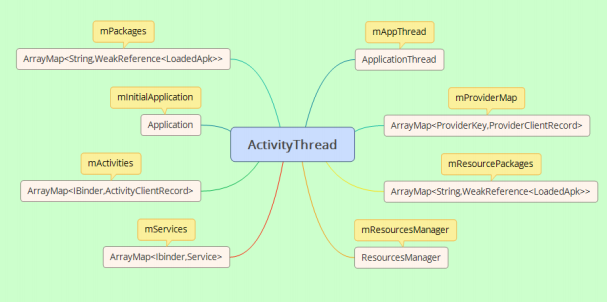 mPackages
ArrayMap<String,WeakReference<LoadedApk>>
mInitialApplication
Application
mActivities
ArrayMap<IBinder,ActivityClientRecord>
mServices
ArrayMap<Ibinder,Service>
ActivityThread
mAppThread
ApplicationThread
mProviderMap
ArrayMap<ProviderKey,ProviderClientRecord>
mResourcePackages
ArrayMap<String,WeakReference<LoadedApk>>
mResourcesManager
ResourcesManager